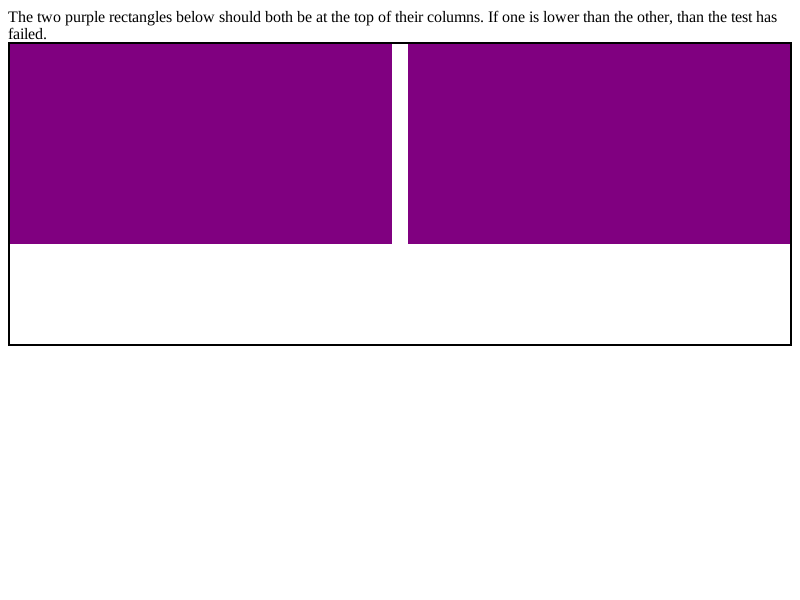 The two purple rectangles below should both be at the top of their columns. If one is lower than the other, than the test has
failed.